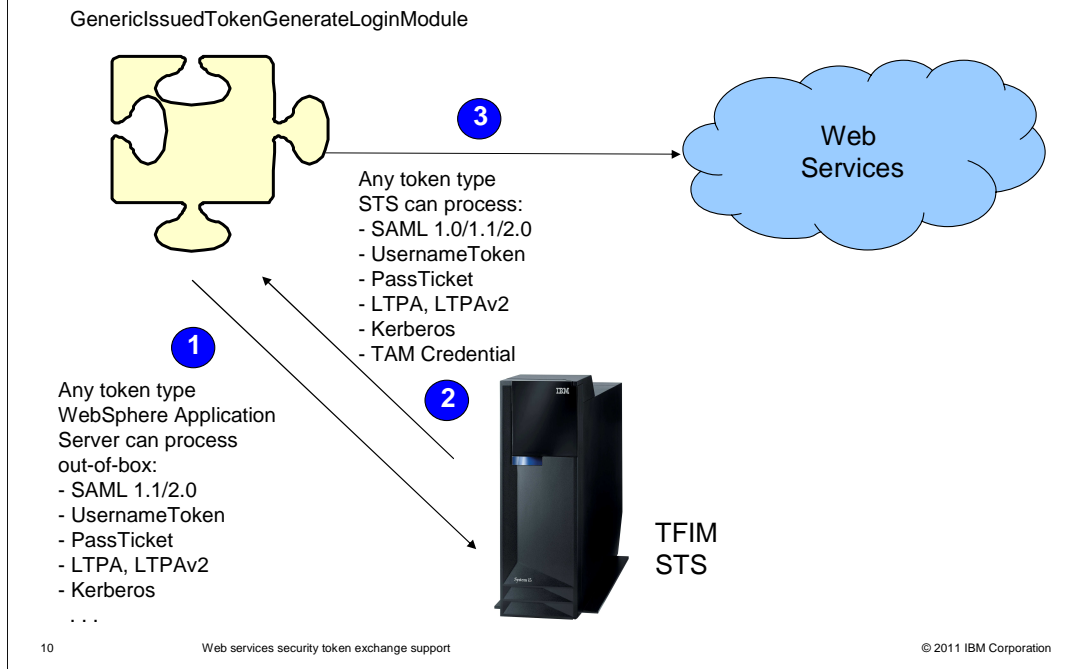 GenericIssuedTokenGenerateLoginModule
3
Web
Services
Any token type
STS can process:
- SAML 1.0/1.1/2.0
- UsernameToken
- PassTicket
- LTPA, LTPAv2
- Kerberos
- TAM Credential
1
2
Any token type
WebSphere Application
Server can process
out-of-box:
- SAML 1.1/2.0
- UsernameToken
- PassTicket
- LTPA, LTPAv2
- Kerberos
. . .
IBM
TFIM
STS
10 Web services security token exchange support © 2011 IBM Corporation